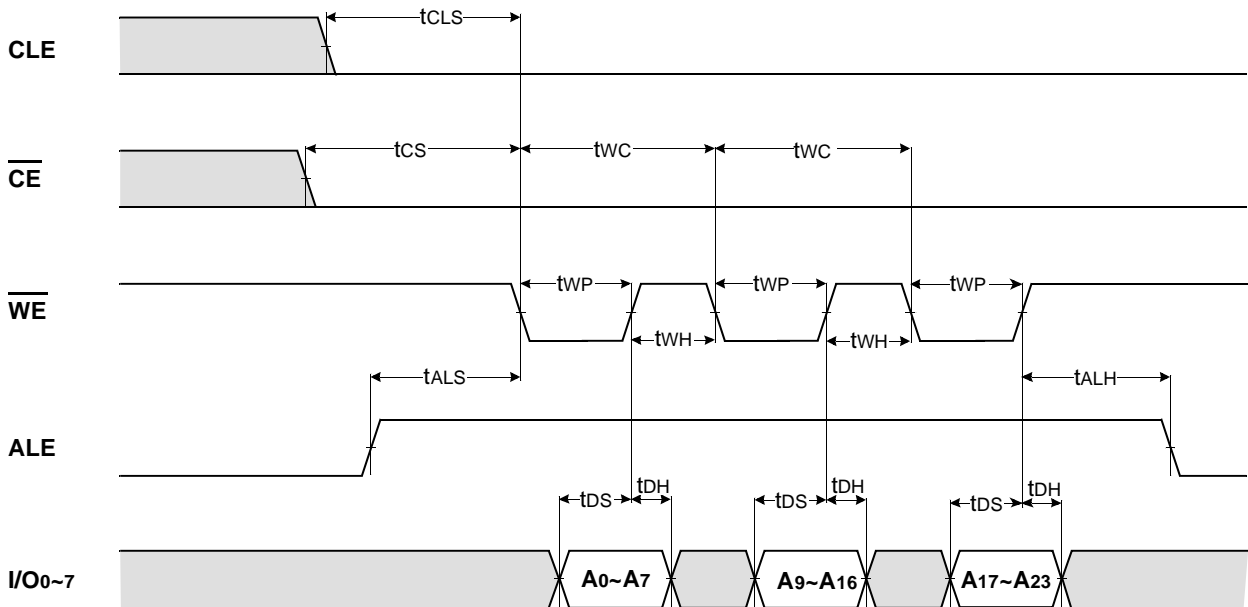 CLE tCLS
CE tCS tWC tWC
WE tWP tWP tWP
tWH tWH
tALS tALH
ALE
tDS tDH tDS tDH tDS tDH
I/O0~7 A0~A7 A9~A16 A17~A23